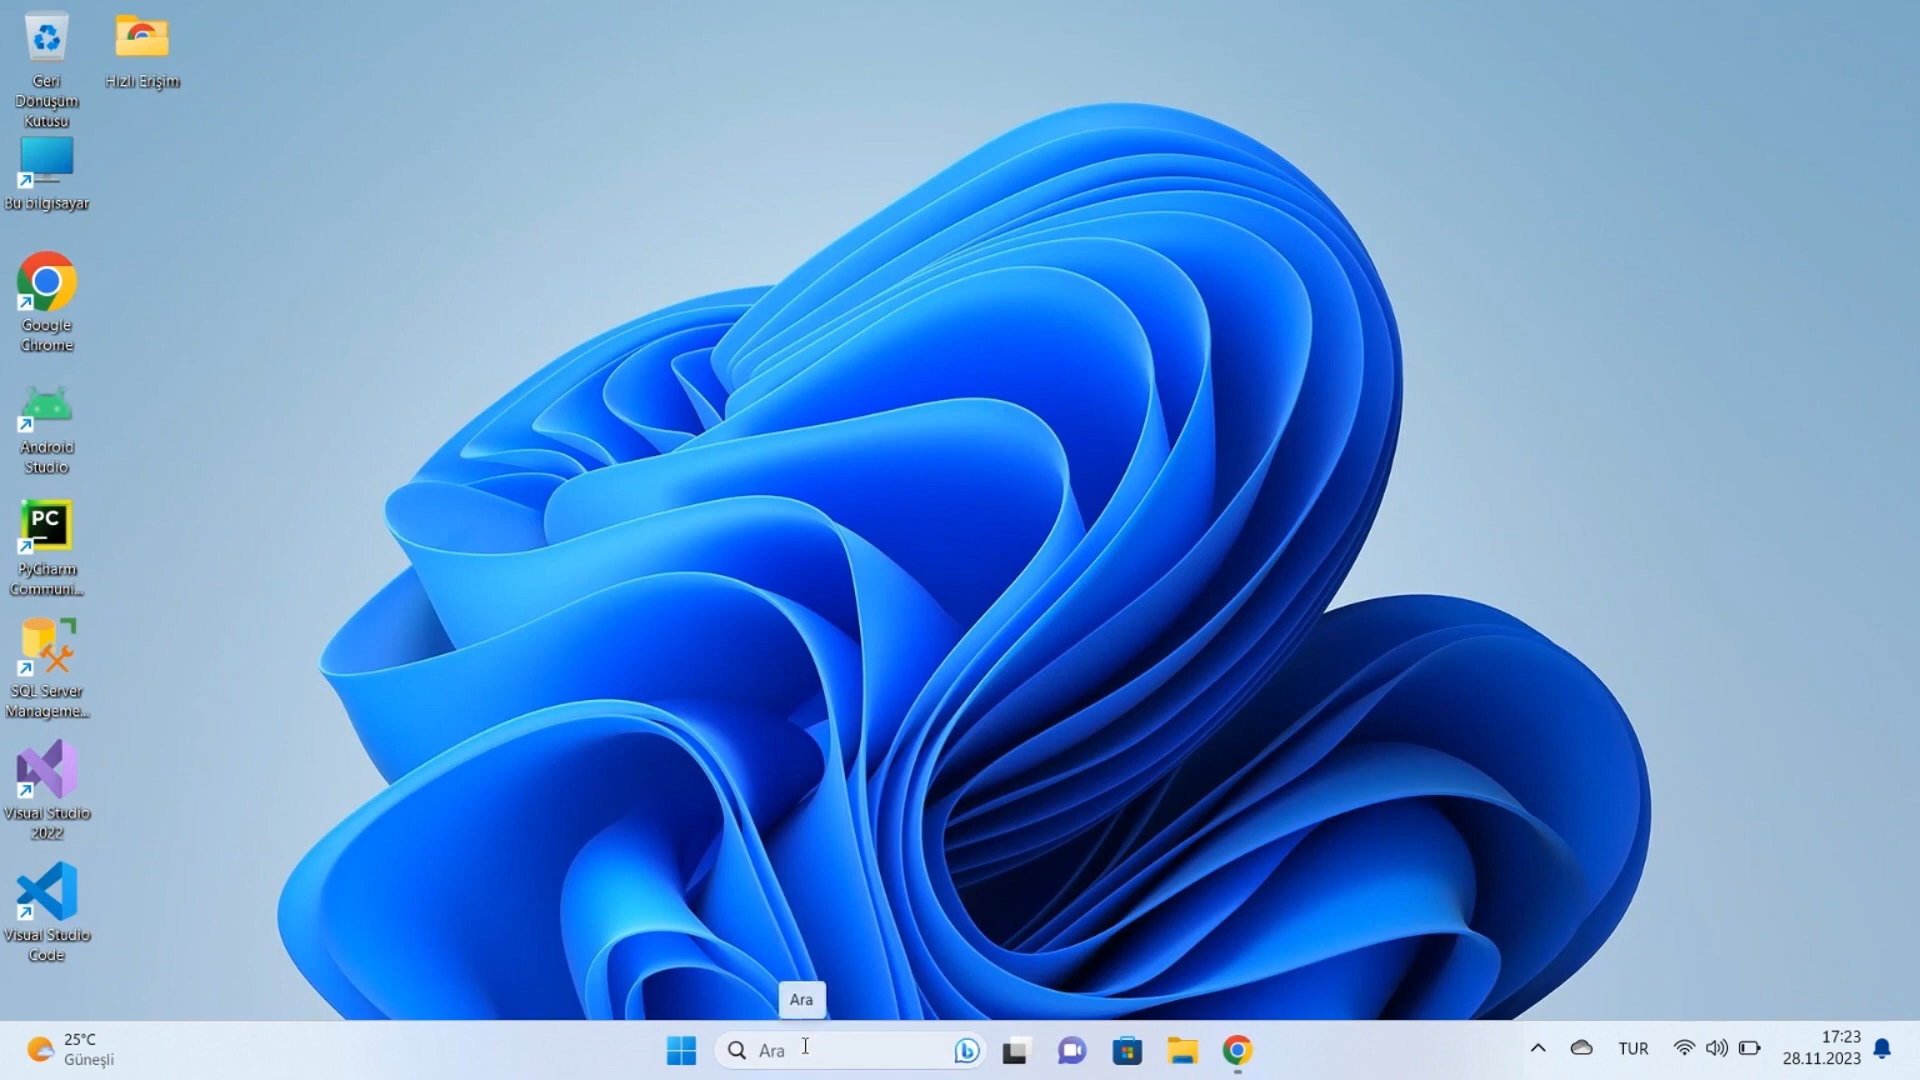 Geri
Dönüşüm
Kutusu
Hızlı Erişim
Bu bilgisayar
Google
Chrome
Android
Studio
PC
PyCharm
Communi...
SQL Server
Manageme...
Visual Studio
2022
Visual Studio
Code
Ara
25°C
Güneşli
Ara
TUR
17:23
28.11.2023